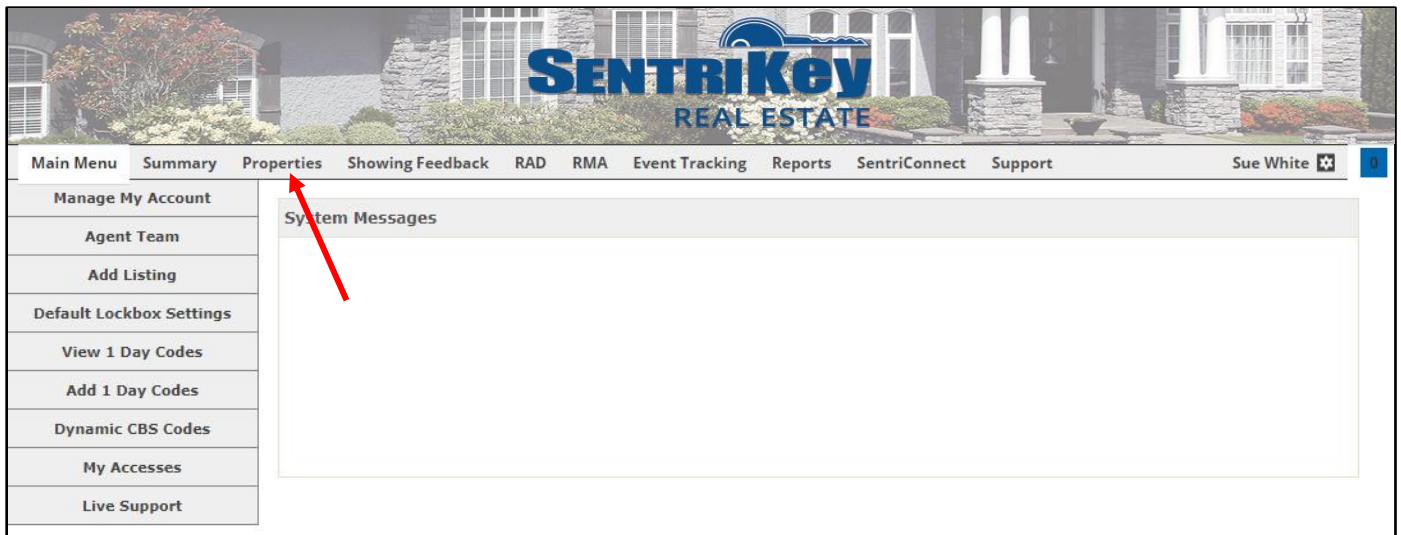 SENTRIKEY
REAL ESTATE
Main Menu Summary Properties Showing Feedback RAD RMA Event Tracking Reports SentriConnect Support Sue White 0
Manage My Account
System Messages
Agent Team
Add Listing
Default Lockbox Settings
View 1 Day Codes
Add 1 Day Codes
Dynamic CBS Codes
My Accesses
Live Support